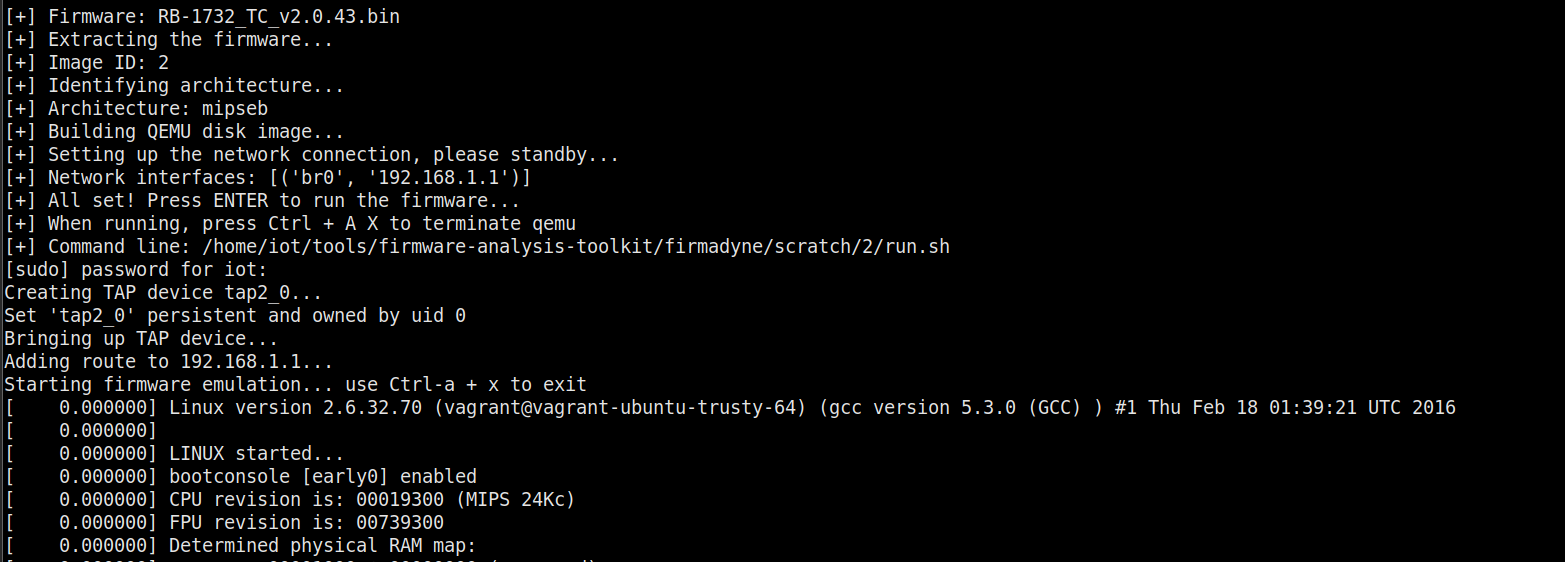 [+] Firmware: RB-1732_TC_v2.0.43.bin
[+] Extracting the firmware...
[+] Image ID: 2
[+] Identifying architecture...
[+] Architecture: mipseb
[+] Building QEMU disk image...
[+] Setting up the network connection, please standby...
[+] Network interfaces: [('br0', '192.168.1.1')]
[+] All set! Press ENTER to run the firmware...
[+] When running, press Ctrl + A X to terminate qemu
[+] Command line: /home/iot/tools/firmware-analysis-toolkit/firmadyne/scratch/2/run.sh
[sudo] password for iot:
Creating TAP device tap2_0...
Set 'tap2_0' persistent and owned by uid 0
Bringing up TAP device...
Adding route to 192.168.1.1...
Starting firmware emulation... use Ctrl-a + x to exit
[    0.000000] Linux version 2.6.32.70 (vagrant@vagrant-ubuntu-trusty-64) (gcc version 5.3.0 (GCC) ) #1 Thu Feb 18 01:39:21 UTC 2016
[    0.000000]
[    0.000000] LINUX started...
[    0.000000] bootconsole [early0] enabled
[    0.000000] CPU revision is: 00019300 (MIPS 24Kc)
[    0.000000] FPU revision is: 00739300
[    0.000000] Determined physical RAM map: